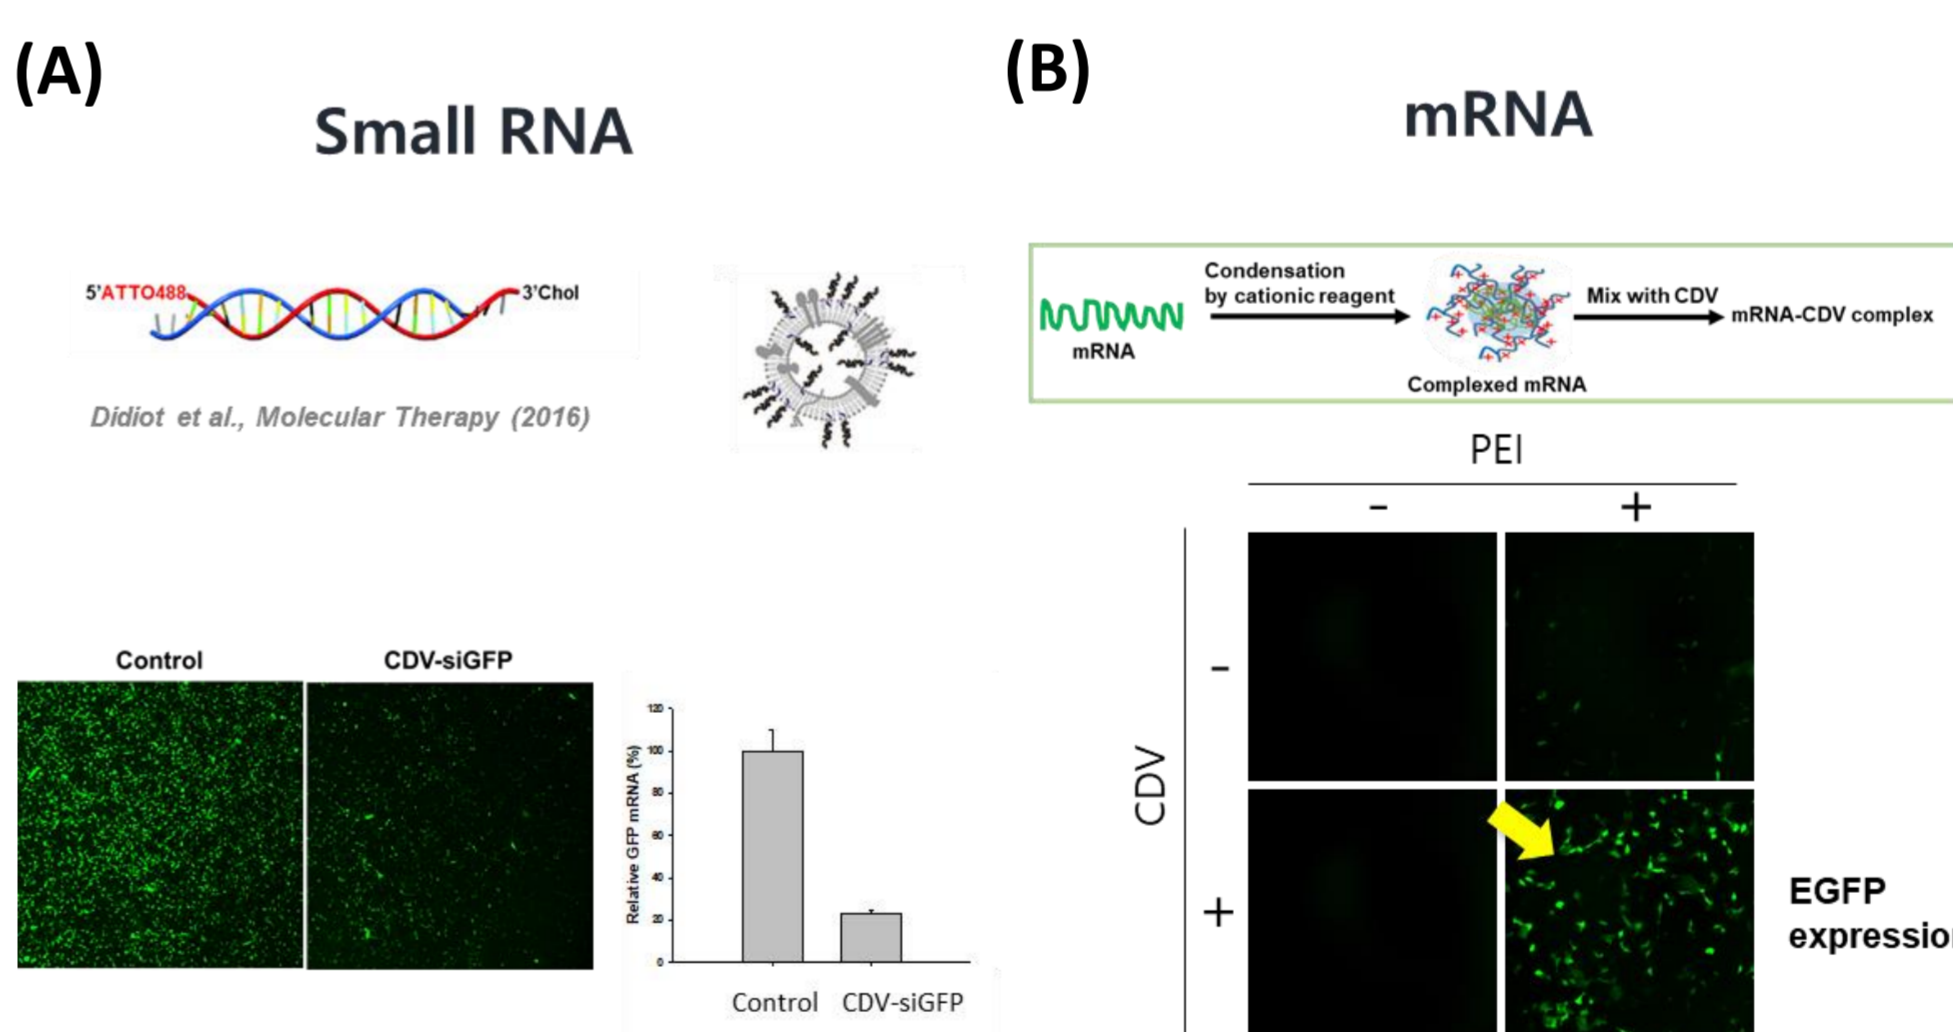 (A)
Small RNA
5'ATTO488
3'Chol
Didiot et al., Molecular Therapy (2016)
Control
CDV-siGFP
Relative GFP mRNA (%)
120
100
80
60
40
20
0
Control
CDV-siGFP
(B)
mRNA
mRNA
Condensation
by cationic reagent
Complexed mRNA
Mix with CDV
mRNA-CDV complex
PEI
-
+
CDV
-
+
EGFP
expressio